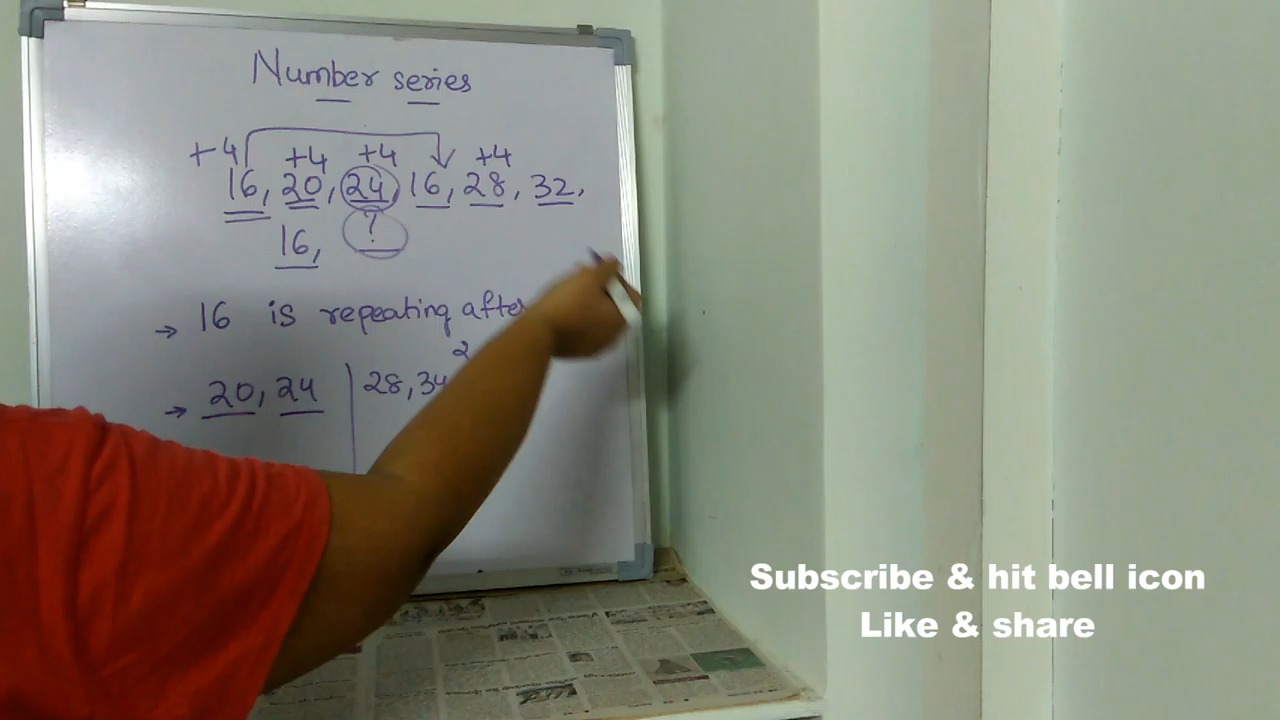 Number series
+4 +4 +4 +4
16, 20, 24, 16, 28, 32,
16, ?
→ 16 is repeating after
2
→ 20, 24 | 28, 34
Subscribe & hit bell icon
Like & share